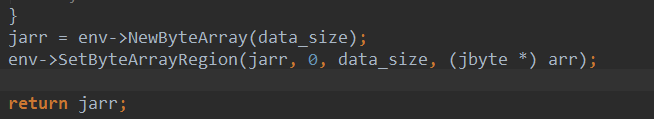 }
jarr = env->NewByteArray(data_size);
env->SetByteArrayRegion(jarr, 0, data_size, (jbyte *) arr);
return jarr;